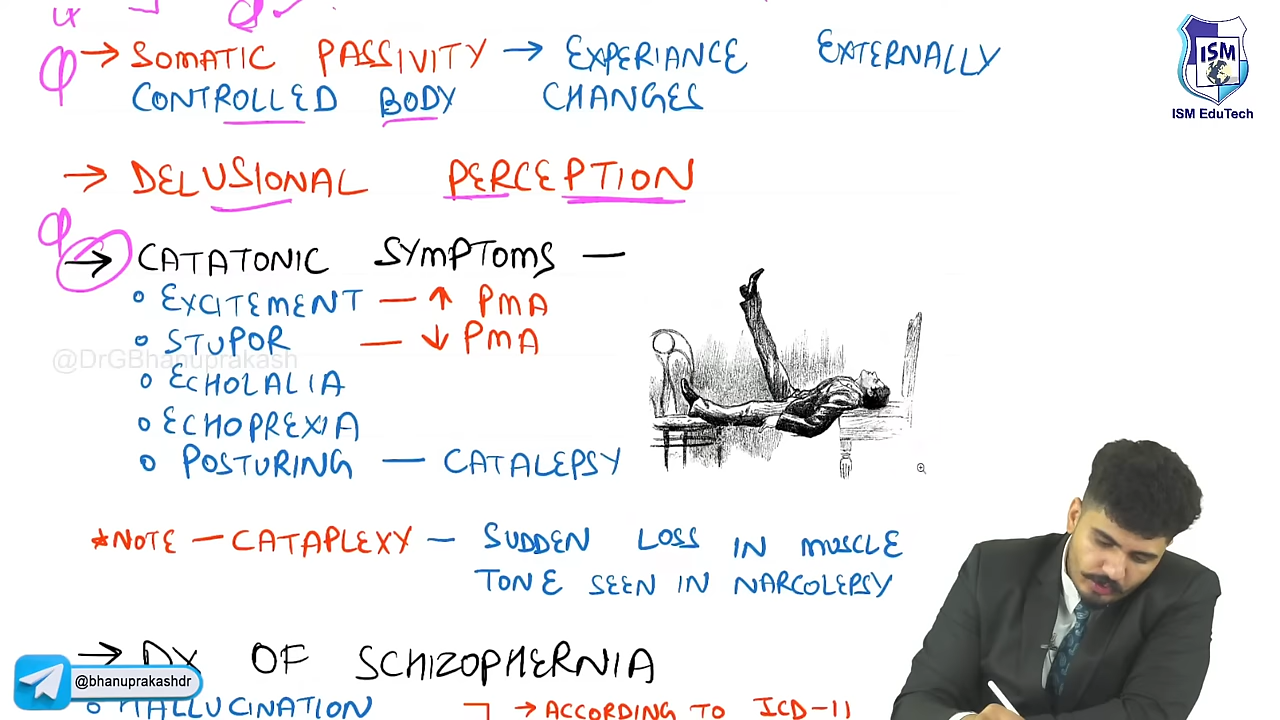 → SOMATIC PASSIVITY → EXPERIANCE EXTERNALLY
CONTROLLED BODY CHANGES
ISM
ISM EduTech
→ DELUSIONAL PERCEPTION
→ CATATONIC SYMPTOMS —
• EXCITEMENT — ↑ PMA
• STUPOR — ↓ PMA
@DrGBhanuprakash
• ECHOLALIA
• ECHOPREXIA
• POSTURING — CATALEPSY
*NOTE — CATAPLEXY — SUDDEN LOSS IN MUSCLE
TONE SEEN IN NARCOLEPSY
→ DX OF SCHIZOPHERNIA
@bhanuprakashdr
• HALLUCINATION → ACCORDING TO ICD-11